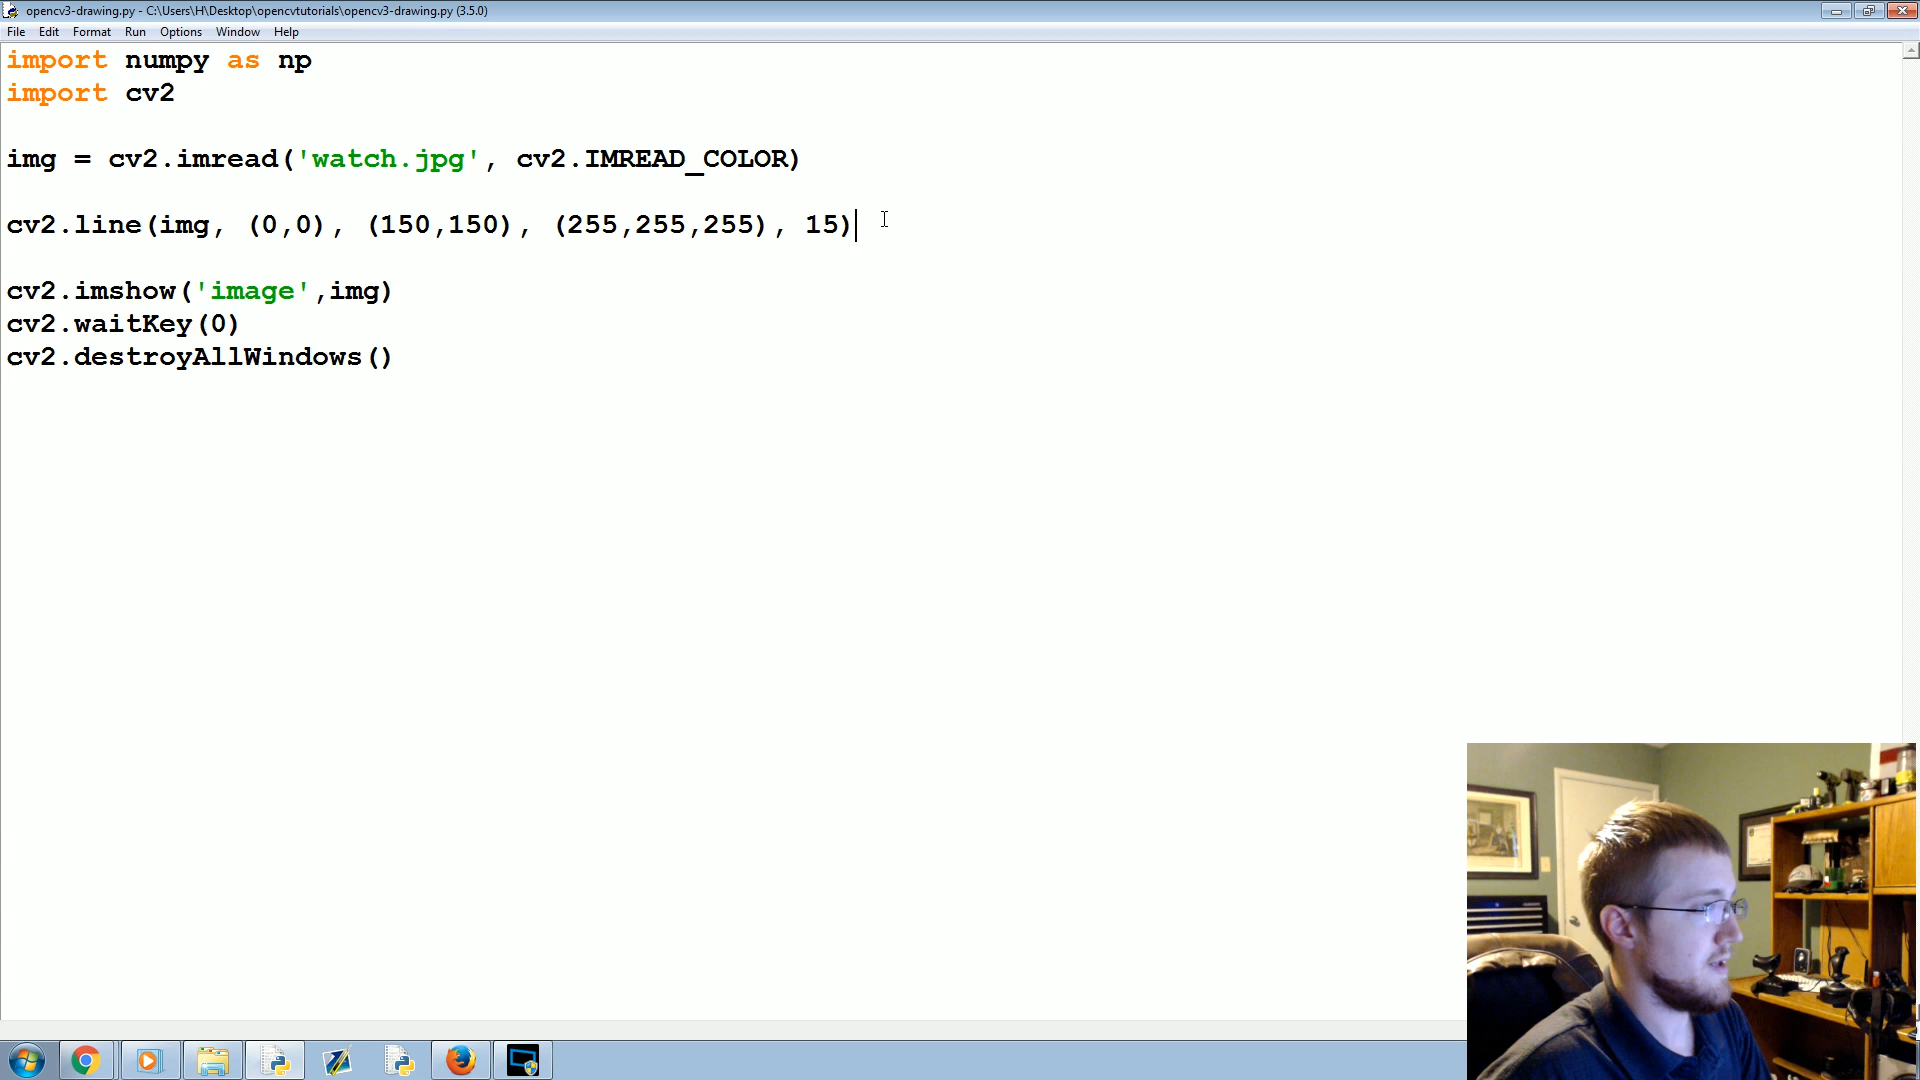 opencv3-drawing.py - C:\Users\H\Desktop\opencvtutorials\opencv3-drawing.py (3.5.0)
File Edit Format Run Options Window Help
import numpy as np
import cv2
img = cv2.imread('watch.jpg', cv2.IMREAD_COLOR)
cv2.line(img, (0,0), (150,150), (255,255,255), 15)
cv2.imshow('image',img)
cv2.waitKey(0)
cv2.destroyAllWindows()